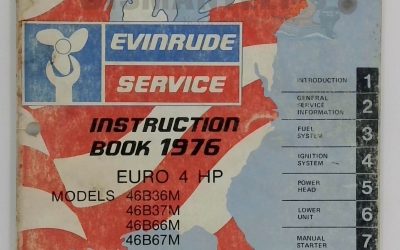 EVINRUDE
SERVICE
INSTRUCTION
BOOK 1976
EURO 4 HP
MODELS 46B36M
46B37M
46B66M
46B67M
INTRODUCTION 1
GENERAL
SERVICE
INFORMATION 2
FUEL
SYSTEM 3
IGNITION
SYSTEM 4
POWER
HEAD 5
LOWER
UNIT 6
MANUAL
STARTER 7